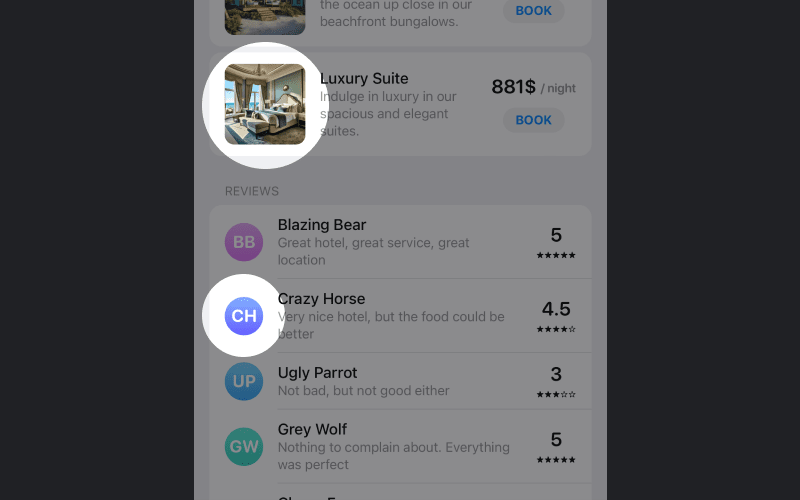 the ocean up close in our
beachfront bungalows.
BOOK
Luxury Suite
Indulge in luxury in our
spacious and elegant
suites.
881$ / night
BOOK
REVIEWS
BB
Blazing Bear
Great hotel, great service, great
location
5
★★★★★
CH
Crazy Horse
Very nice hotel, but the food could be
better
4.5
★★★★☆
UP
Ugly Parrot
Not bad, but not good either
3
★★★☆☆
GW
Grey Wolf
Nothing to complain about. Everything
was perfect
5
★★★★★